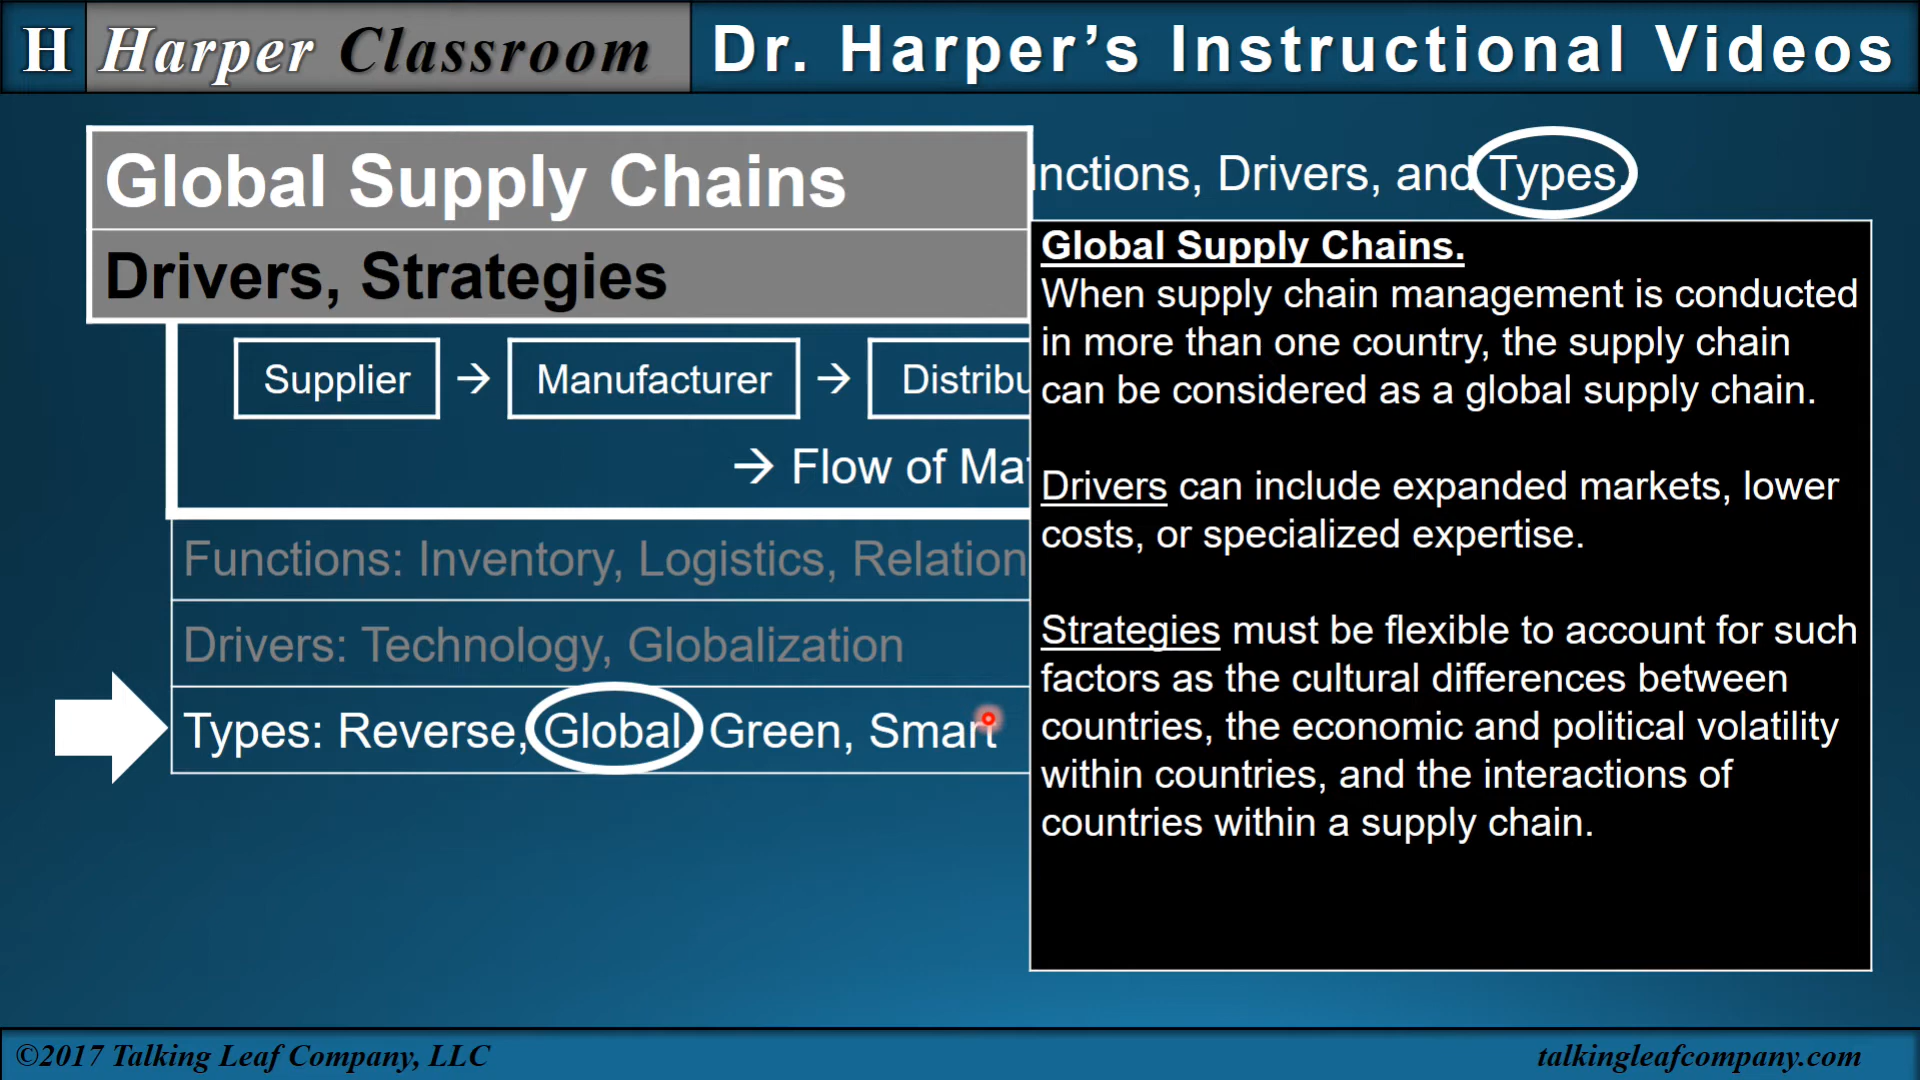 H Harper Classroom Dr. Harper's Instructional Videos
Global Supply Chains
Drivers, Strategies
Drivers, and Types.
Supplier → Manufacturer →
→ Flow of
Functions: Inventory, Logistics,
Drivers: Technology, Globalization
Types: Reverse, Global Green, Smart
Global Supply Chains.
When supply chain management is conducted
in more than one country, the supply chain
can be considered as a global supply chain.
Drivers can include expanded markets, lower
costs, or specialized expertise.
Strategies must be flexible to account for such
factors as the cultural differences between
countries, the economic and political volatility
within countries, and the interactions of
countries within a supply chain.
©2017 Talking Leaf Company, LLC
talkingleafcompany.com